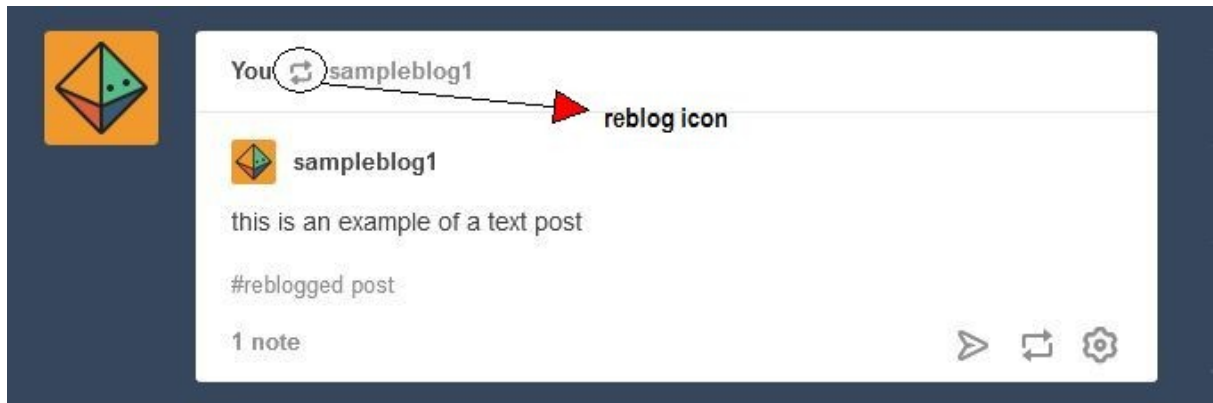 You sampleblog1
reblog icon
sampleblog1
this is an example of a text post
#reblogged post
1 note